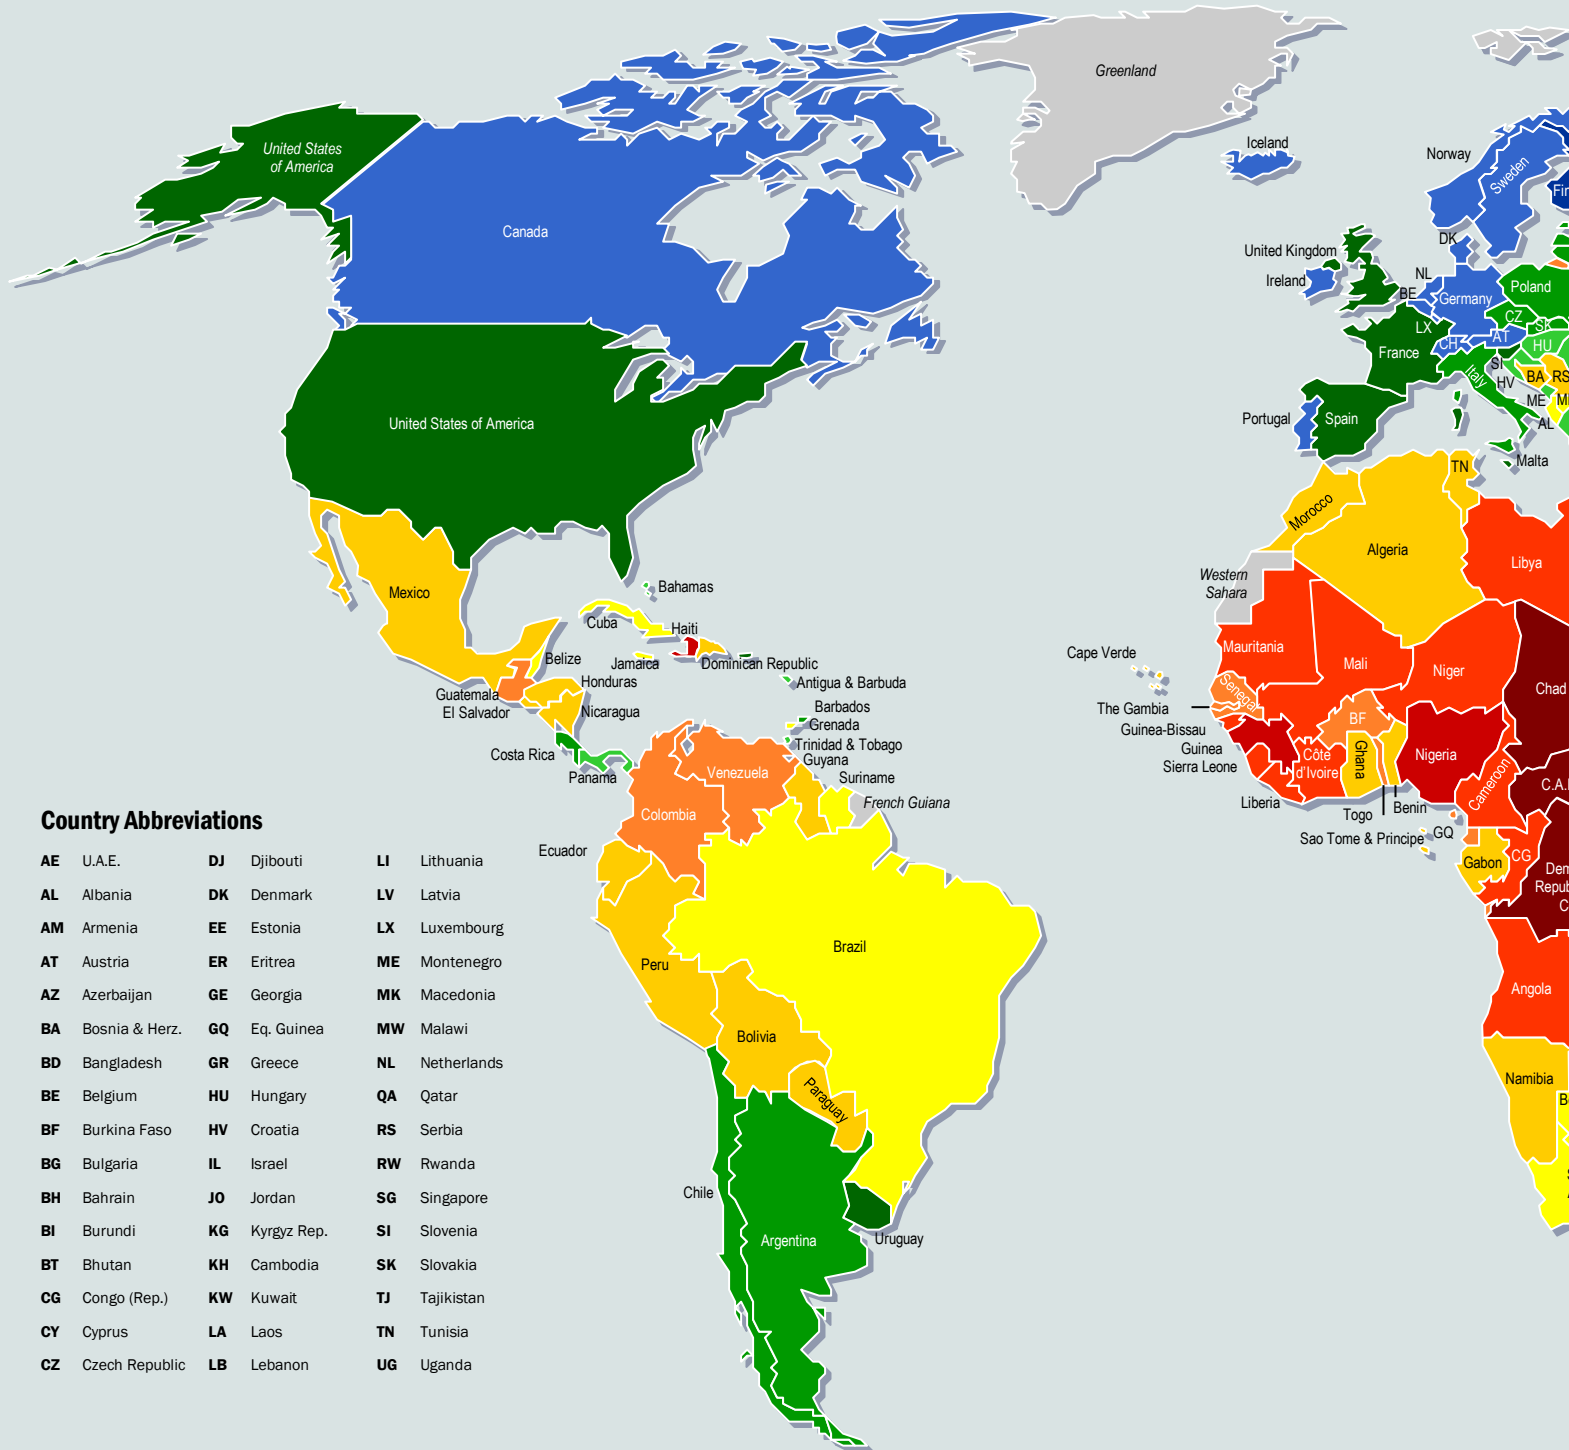 Greenland
United States
of America
Iceland
Norway
Sweden
Canada
DK
United Kingdom
Ireland
NL
BE
Germany
Poland
LX
CZ
SK
CH
AT
HU
France
SI
Italy
HV
BA
RS
ME
AL
United States of America
Portugal
Spain
Malta
TN
Morocco
Algeria
Libya
Western
Sahara
Mexico
Bahamas
Cuba
Haiti
Belize
Jamaica
Dominican Republic
Honduras
Antigua & Barbuda
Guatemala
El Salvador
Nicaragua
Barbados
Grenada
Costa Rica
Trinidad & Tobago
Panama
Guyana
Venezuela
Suriname
French Guiana
Colombia
Ecuador
Cape Verde
Mauritania
Mali
Niger
Chad
Senegal
The Gambia
Guinea-Bissau
Guinea
Sierra Leone
Liberia
BF
Côte
d'Ivoire
Ghana
Togo
Benin
Nigeria
Cameroon
Sao Tome & Principe
GQ
Gabon
CG
Angola
Namibia
Brazil
Peru
Bolivia
Paraguay
Chile
Argentina
Uruguay
Country Abbreviations
AE U.A.E. DJ Djibouti LI Lithuania
AL Albania DK Denmark LV Latvia
AM Armenia EE Estonia LX Luxembourg
AT Austria ER Eritrea ME Montenegro
AZ Azerbaijan GE Georgia MK Macedonia
BA Bosnia & Herz. GQ Eq. Guinea MW Malawi
BD Bangladesh GR Greece NL Netherlands
BE Belgium HU Hungary QA Qatar
BF Burkina Faso HV Croatia RS Serbia
BG Bulgaria IL Israel RW Rwanda
BH Bahrain JO Jordan SG Singapore
BI Burundi KG Kyrgyz Rep. SI Slovenia
BT Bhutan KH Cambodia SK Slovakia
CG Congo (Rep.) KW Kuwait TJ Tajikistan
CY Cyprus LA Laos TN Tunisia
CZ Czech Republic LB Lebanon UG Uganda